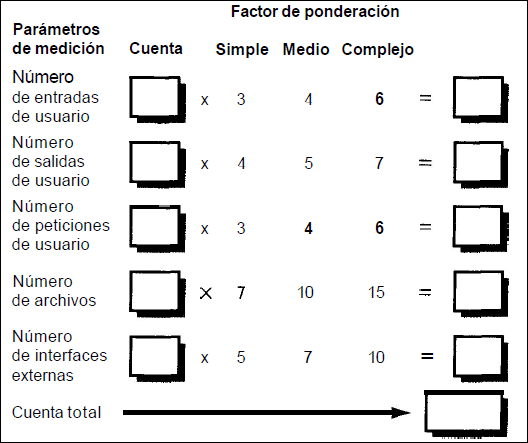 Factor de ponderación
Parámetros
de medición Cuenta Simple Medio Complejo
Número
de entradas x 3 4 6 =
de usuario
Número
de salidas x 4 5 7 =
de usuario
Número
de peticiones x 3 4 6 =
de usuario
Número
de archivos x 7 10 15 =
Número
de interfaces x 5 7 10 =
externas
Cuenta total